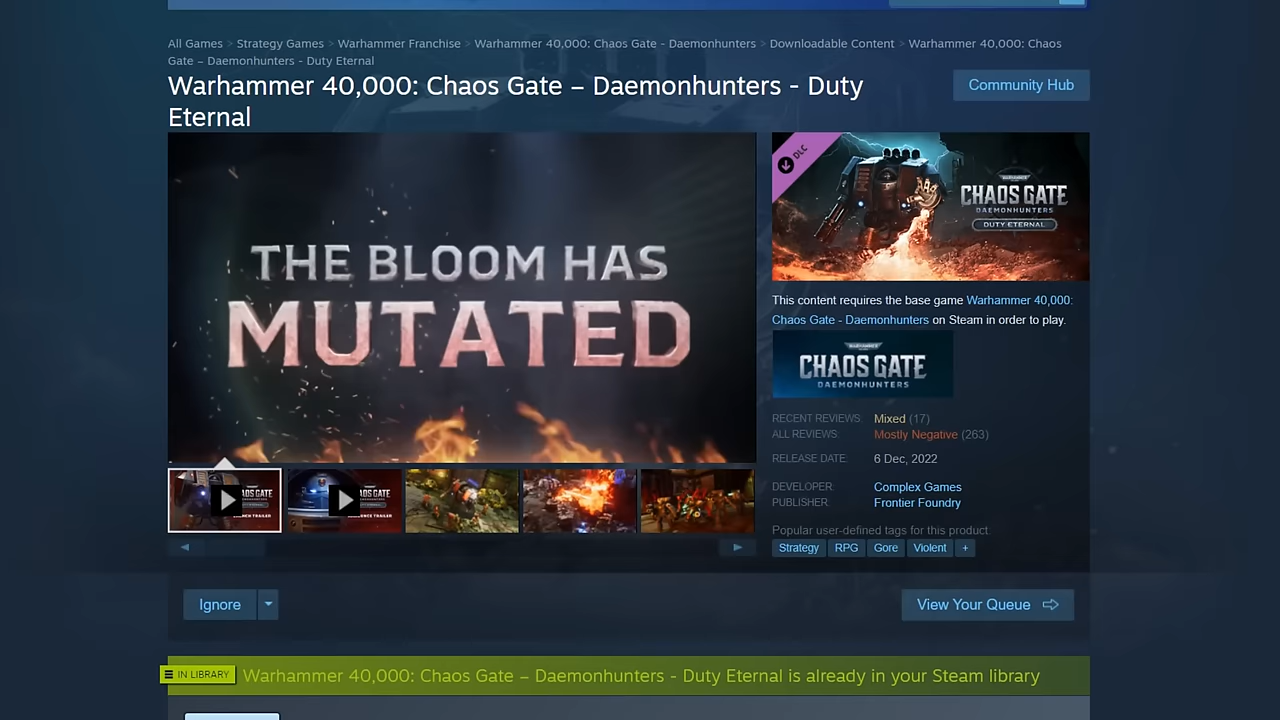 All Games > Strategy Games > Warhammer Franchise > Warhammer 40,000: Chaos Gate - Daemonhunters > Downloadable Content > Warhammer 40,000: Chaos
Gate – Daemonhunters - Duty Eternal
Warhammer 40,000: Chaos Gate – Daemonhunters - Duty
Eternal
Community Hub
THE BLOOM HAS
MUTATED
DLC
CHAOS GATE
DAEMONHUNTERS
DUTY ETERNAL
This content requires the base game Warhammer 40,000:
Chaos Gate - Daemonhunters on Steam in order to play.
CHAOS GATE
DAEMONHUNTERS
RECENT REVIEWS: Mixed (17)
ALL REVIEWS: Mostly Negative (263)
RELEASE DATE: 6 Dec, 2022
DEVELOPER: Complex Games
PUBLISHER: Frontier Foundry
Popular user-defined tags for this product:
Strategy RPG Gore Violent +
Ignore
View Your Queue
IN LIBRARY
Warhammer 40,000: Chaos Gate – Daemonhunters - Duty Eternal is already in your Steam library